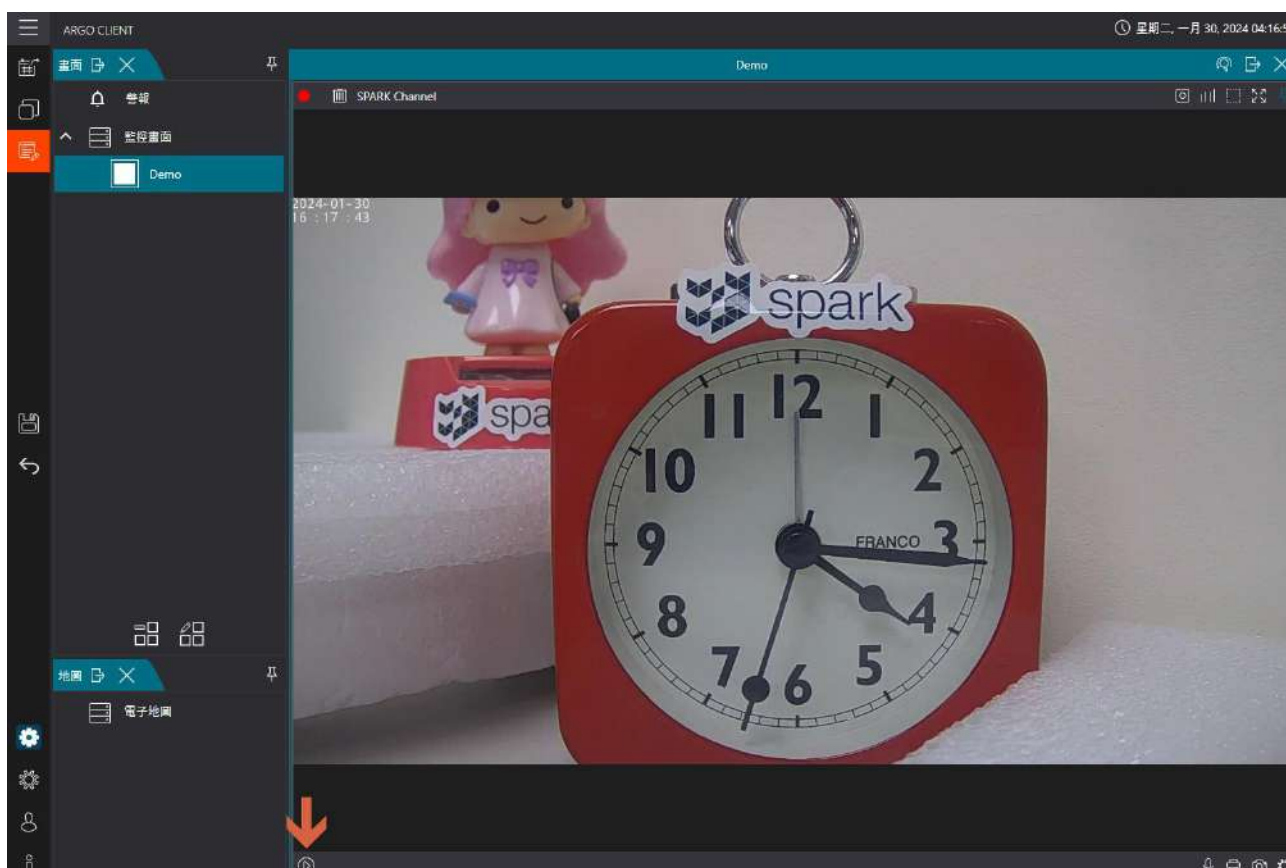 ARGO CLIENT
星期二, 一月 30, 2024 04:16:5
畫面
Demo
警報
SPARK Channel
監控畫面
Demo
2024-01-30
16 : 17 : 43
spark
spa
12
11
1
10
2
9
FRANCO
3
8
4
7
5
6
地圖
電子地圖